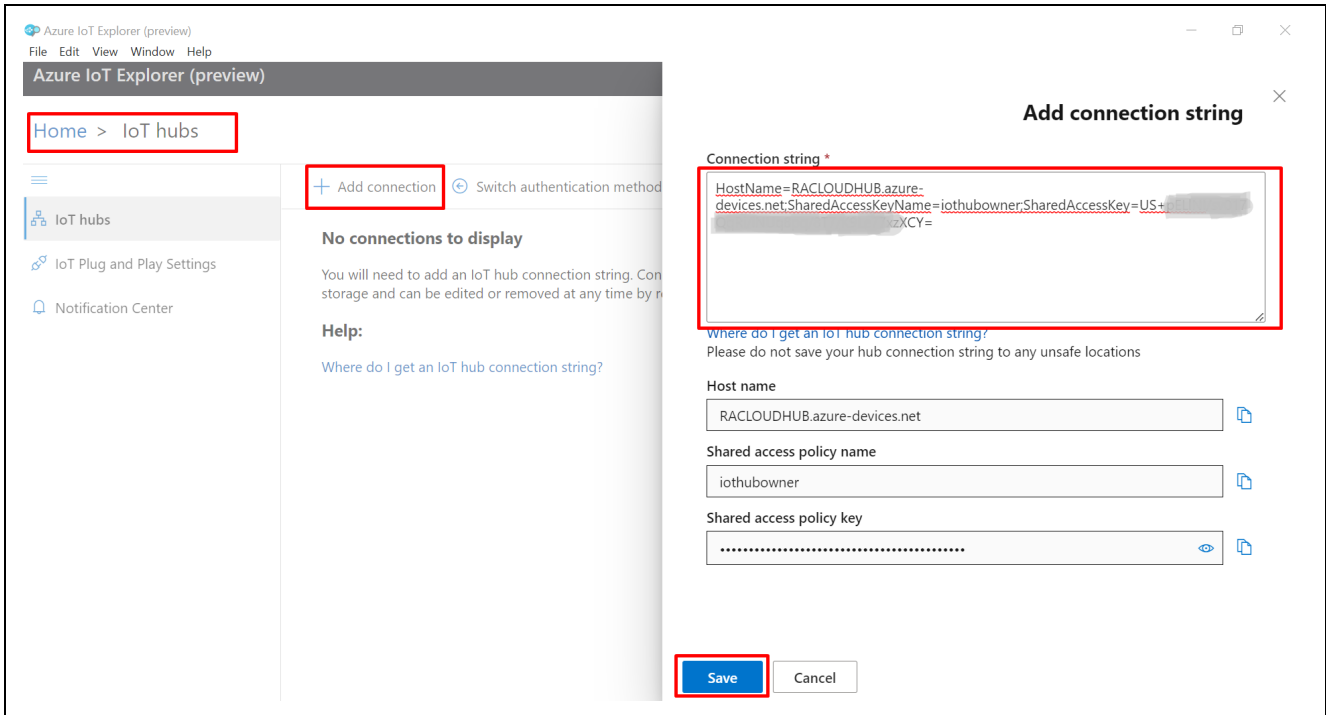 Azure IoT Explorer (preview)
File Edit View Window Help
Azure IoT Explorer (preview)
Home > IoT hubs
IoT hubs
IoT Plug and Play Settings
Notification Center
Add connection
Switch authentication method
No connections to display
You will need to add an IoT hub connection string. Con
storage and can be edited or removed at any time by r
Help:
Where do I get an IoT hub connection string?
Add connection string
Connection string *
HostName=RACLOUDHUB.azure-
devices.net;SharedAccessKeyName=iothubowner;SharedAccessKey=US+
XCY=
Where do I get an IoT hub connection string?
Please do not save your hub connection string to any unsafe locations
Host name
RACLOUDHUB.azure-devices.net
Shared access policy name
iothubowner
Shared access policy key
Save
Cancel